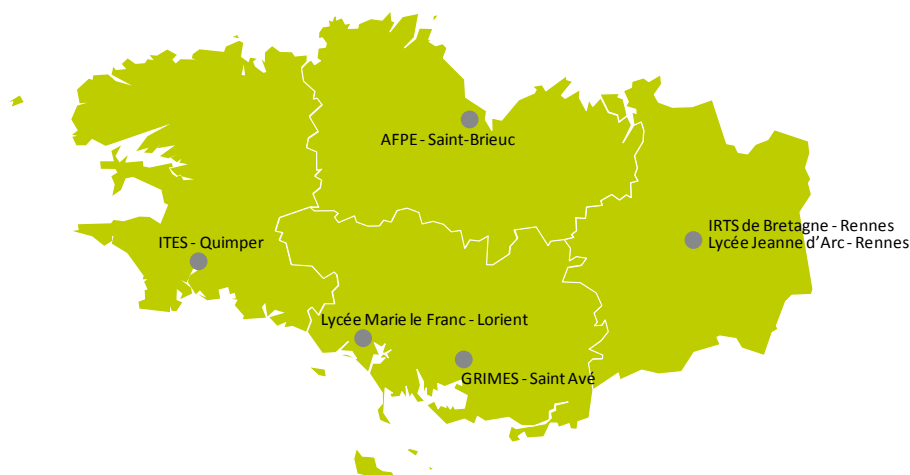 AFPE - Saint-Brieuc
IRTS de Bretagne - Rennes
Lycée Jeanne d’Arc - Rennes
ITES - Quimper
Lycée Marie le Franc - Lorient
GRIMES - Saint Avé